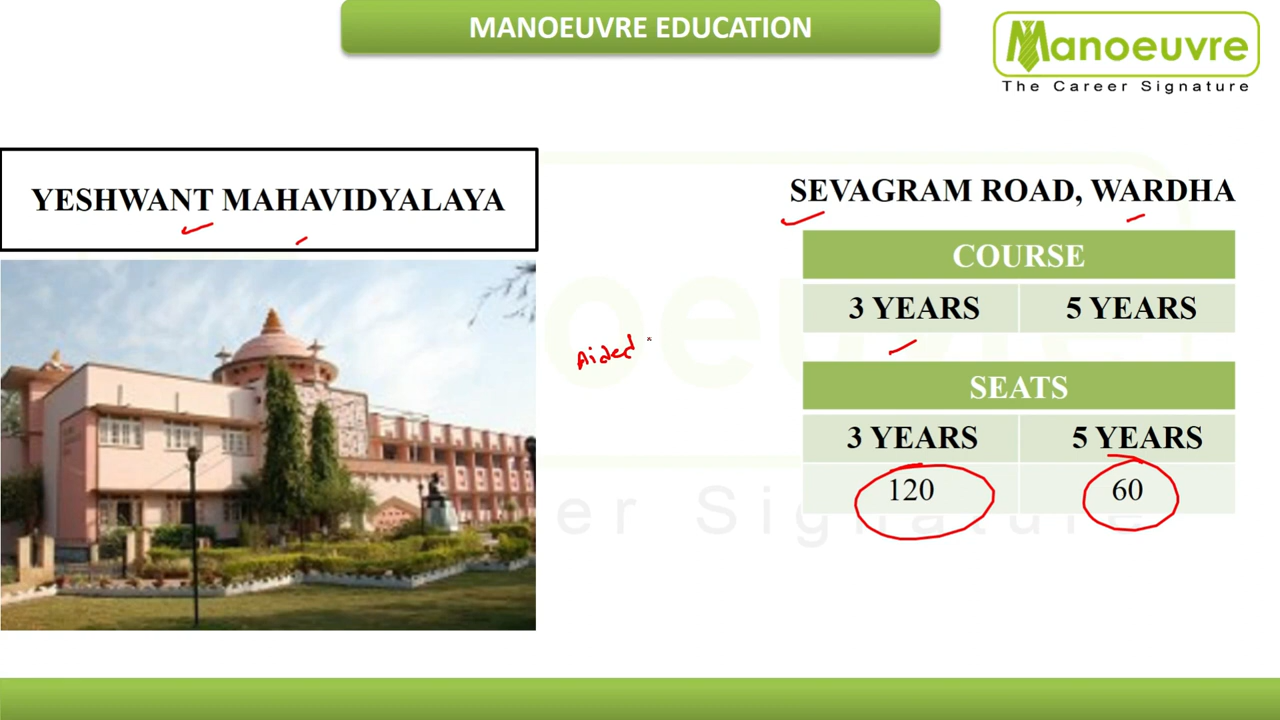 MANOEUVRE EDUCATION
Manoeuvre
The Career Signature
YESHWANT MAHAVIDYALAYA
SEVAGRAM ROAD, WARDHA
COURSE
3 YEARS 5 YEARS
Aided
SEATS
3 YEARS 5 YEARS
120 60